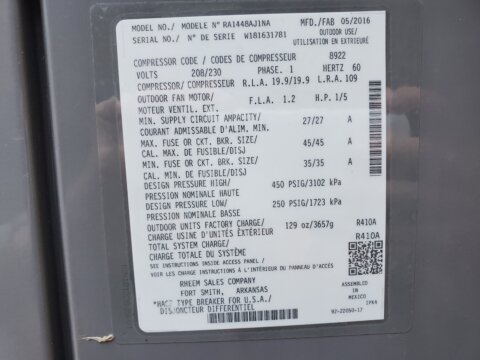 MODEL NO./ MODELE N° RA1448AJ1NA MFD./FAB 05/2016
SERIAL NO./ N° DE SERIE W181631781 OUTDOOR USE/
UTILISATION EN EXTÉRIEURE
COMPRESSOR CODE / CODES DE COMPRESSEUR 8922
VOLTS 208/230 PHASE. 1 HERTZ 60
COMPRESSOR/ COMPRESSEUR R.L.A. 19.9/19.9 L.R.A. 109
OUTDOOR FAN MOTOR/ F.L.A. 1.2 H.P. 1/5
MOTEUR VENTIL. EXT.
MIN. SUPPLY CIRCUIT AMPACITY/ 27/27 A
COURANT ADMISSABLE D'ALIM. MIN.
MAX. FUSE OR CKT. BRK. SIZE/ 45/45 A
CAL. MAX. DE FUSIBLE/DISJ
MIN. FUSE OR CKT. BRK. SIZE/ 35/35 A
CAL. MIN. DE FUSIBLE/DISJ
DESIGN PRESSURE HIGH/ 450 PSIG/3102 kPa
PRESSION NOMINALE HAUTE
DESIGN PRESSURE LOW/ 250 PSIG/1723 kPa
PRESSION NOMINALE BASSE
OUTDOOR UNITS FACTORY CHARGE/ 129 oz/3657g R410A
CHARGE USINE D'UNITÉS EXTÉRIEUR
TOTAL SYSTEM CHARGE/ R410A
CHARGE TOTALE DU SYSTÈME
SEE INSTRUCTIONS INSIDE ACCESS PANEL /
VOIR LES CHARGE INSTRUCTIONS À L'INTÉRIEUR DU PANNEAU D'ACCÈS
RHEEM SALES COMPANY
FORT SMITH, ARKANSAS
ASSEMBLED
IN
MEXICO
*HACR TYPE BREAKER FOR U.S.A./
DISJONCTEUR DIFFERENTIEL
92-22050-17